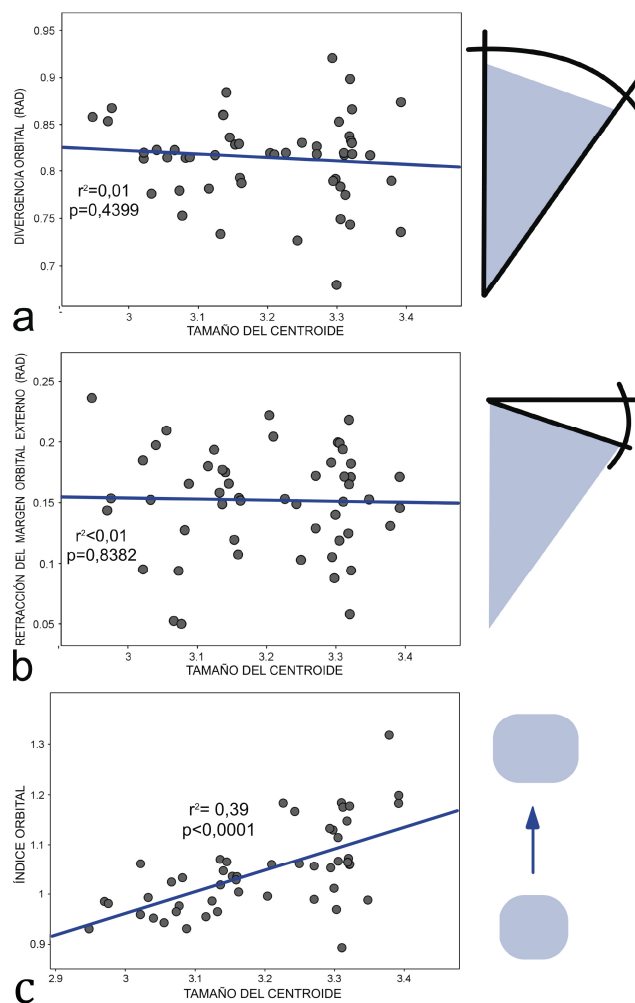 0.95
0.9
0.85
0.8
0.75
0.7
DIVERGENCIA ORBITAL (RAD)
r²=0,01
p=0,4399
3
3.1
3.2
3.3
3.4
TAMAÑO DEL CENTROIDE
a
0.25
0.2
0.15
0.1
0.05
RETRACCIÓN DEL MARGEN ORBITAL EXTERNO (RAD)
r²<0,01
p=0,8382
3
3.1
3.2
3.3
3.4
TAMAÑO DEL CENTROIDE
b
1.3
1.2
1.1
1
0.9
ÍNDICE ORBITAL
r²= 0,39
p<0,0001
2.9
3
3.1
3.2
3.3
3.4
TAMAÑO DEL CENTROIDE
c